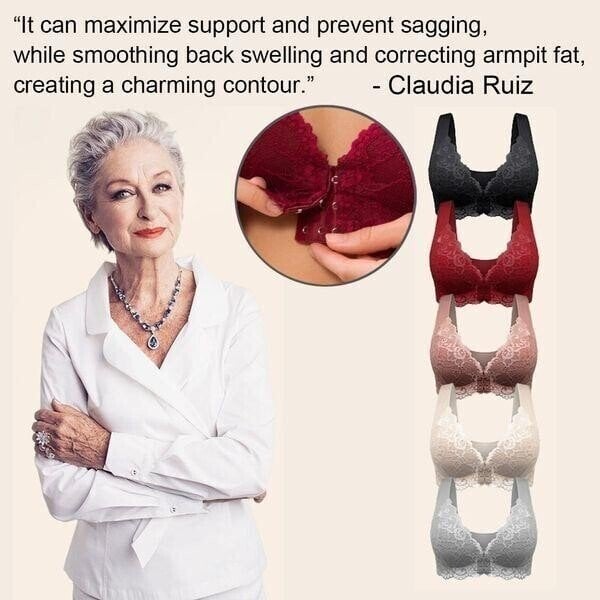 “It can maximize support and prevent sagging,
while smoothing back swelling and correcting armpit fat,
creating a charming contour.” - Claudia Ruiz